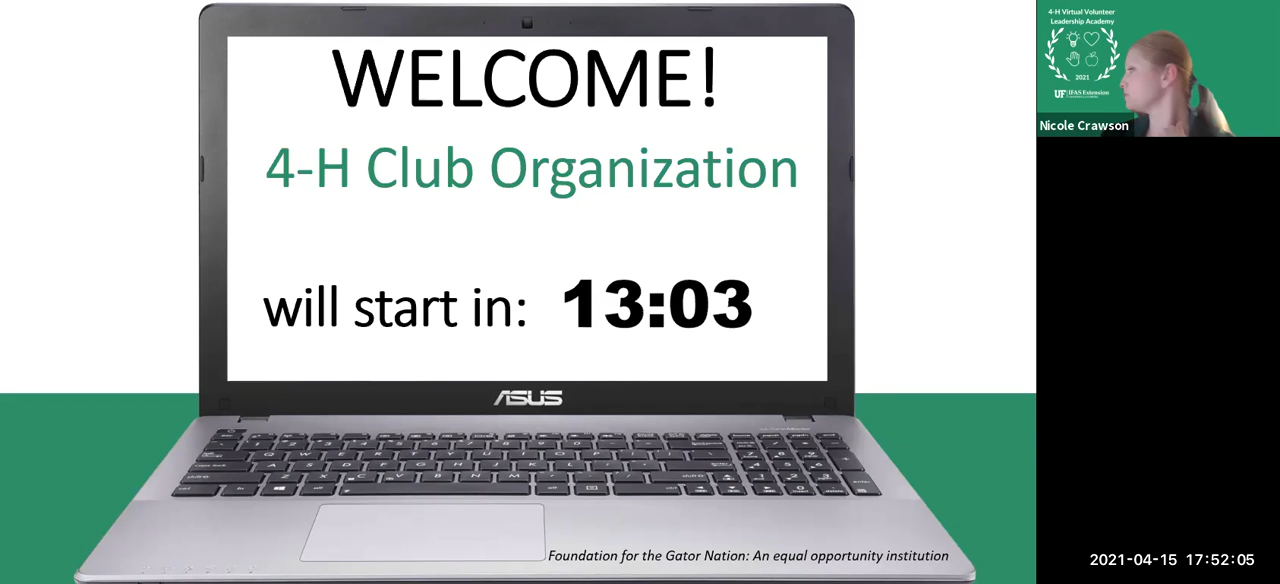 WELCOME!
4-H Club Organization
will start in: 13:03
ASUS
Foundation for the Gator Nation: An equal opportunity institution
4-H Virtual Volunteer
Leadership Academy
2021
UF IFAS Extension
Nicole Crawson
2021-04-15 17:52:05